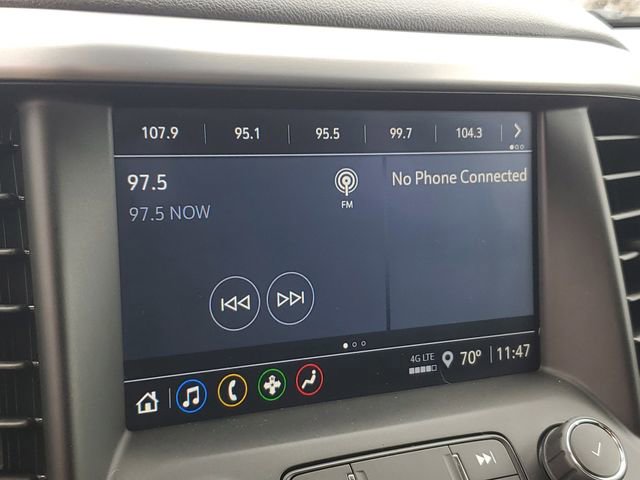 107.9 95.1 95.5 99.7 104.3
97.5
97.5 NOW
FM
No Phone Connected
4G LTE 70° 11:47